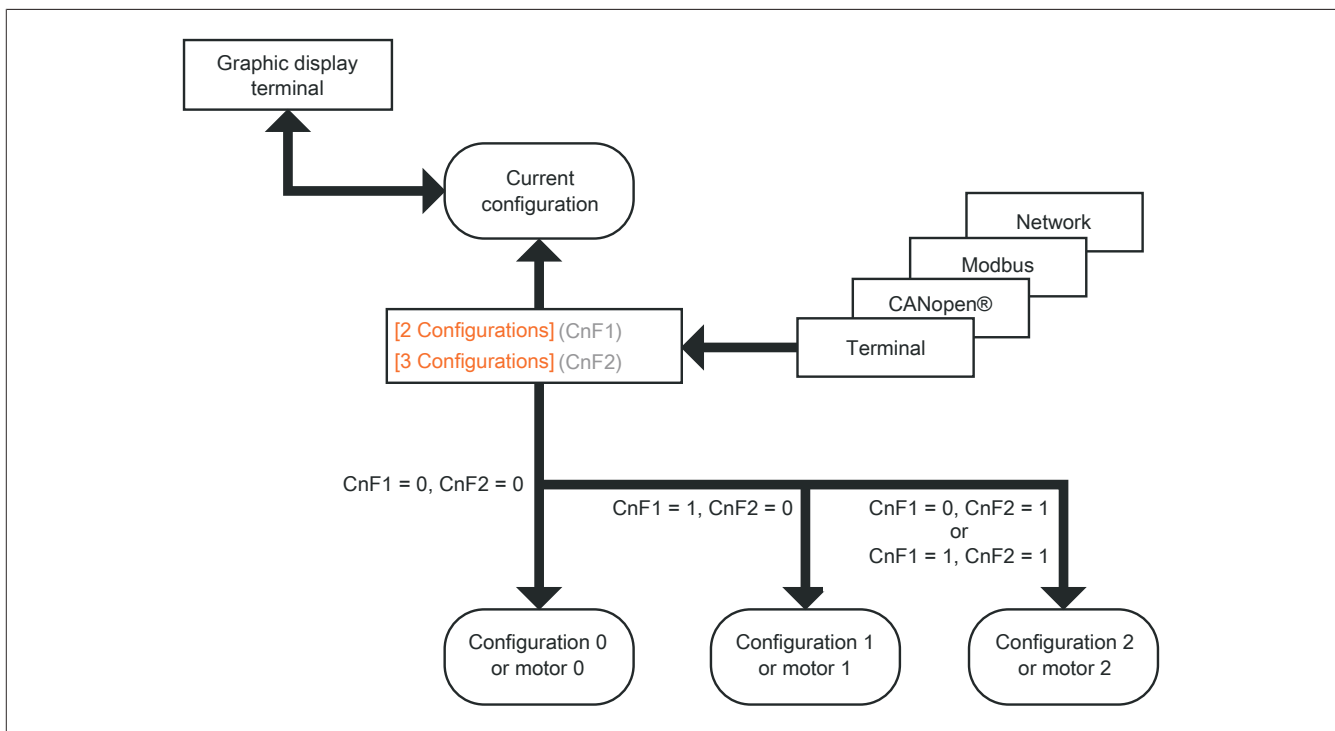 Graphic display
terminal
Current
configuration
Network
Modbus
CANopen®
Terminal
[2 Configurations] (CnF1)
[3 Configurations] (CnF2)
CnF1 = 0, CnF2 = 0
CnF1 = 1, CnF2 = 0
CnF1 = 0, CnF2 = 1
or
CnF1 = 1, CnF2 = 1
Configuration 0
or motor 0
Configuration 1
or motor 1
Configuration 2
or motor 2